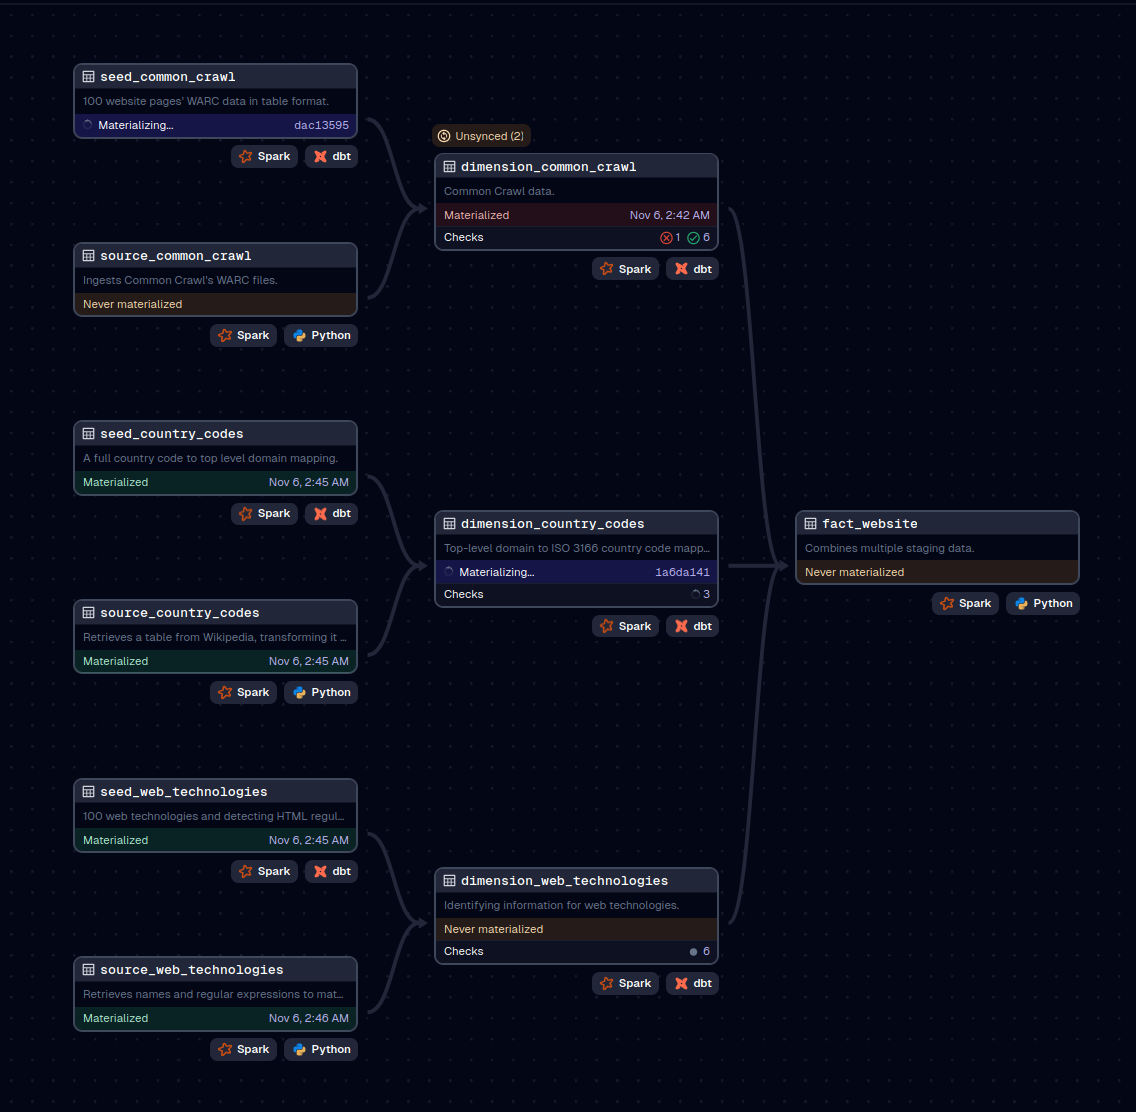 seed_common_crawl
100 website pages' WARC data in table format.
Materializing... dac13595
Spark dbt
source_common_crawl
Ingests Common Crawl's WARC files.
Never materialized
Spark Python
seed_country_codes
A full country code to top level domain mapping.
Materialized Nov 6, 2:45 AM
Spark dbt
source_country_codes
Retrieves a table from Wikipedia, transforming it ...
Materialized Nov 6, 2:45 AM
Spark Python
seed_web_technologies
100 web technologies and detecting HTML regul...
Materialized Nov 6, 2:45 AM
Spark dbt
source_web_technologies
Retrieves names and regular expressions to mat...
Materialized Nov 6, 2:46 AM
Spark Python
Unsynced (2)
dimension_common_crawl
Common Crawl data.
Materialized Nov 6, 2:42 AM
Checks 1 6
Spark dbt
dimension_country_codes
Top-level domain to ISO 3166 country code mapp...
Materializing... 1a6da141
Checks 3
Spark dbt
dimension_web_technologies
Identifying information for web technologies.
Never materialized
Checks 6
Spark dbt
fact_website
Combines multiple staging data.
Never materialized
Spark Python